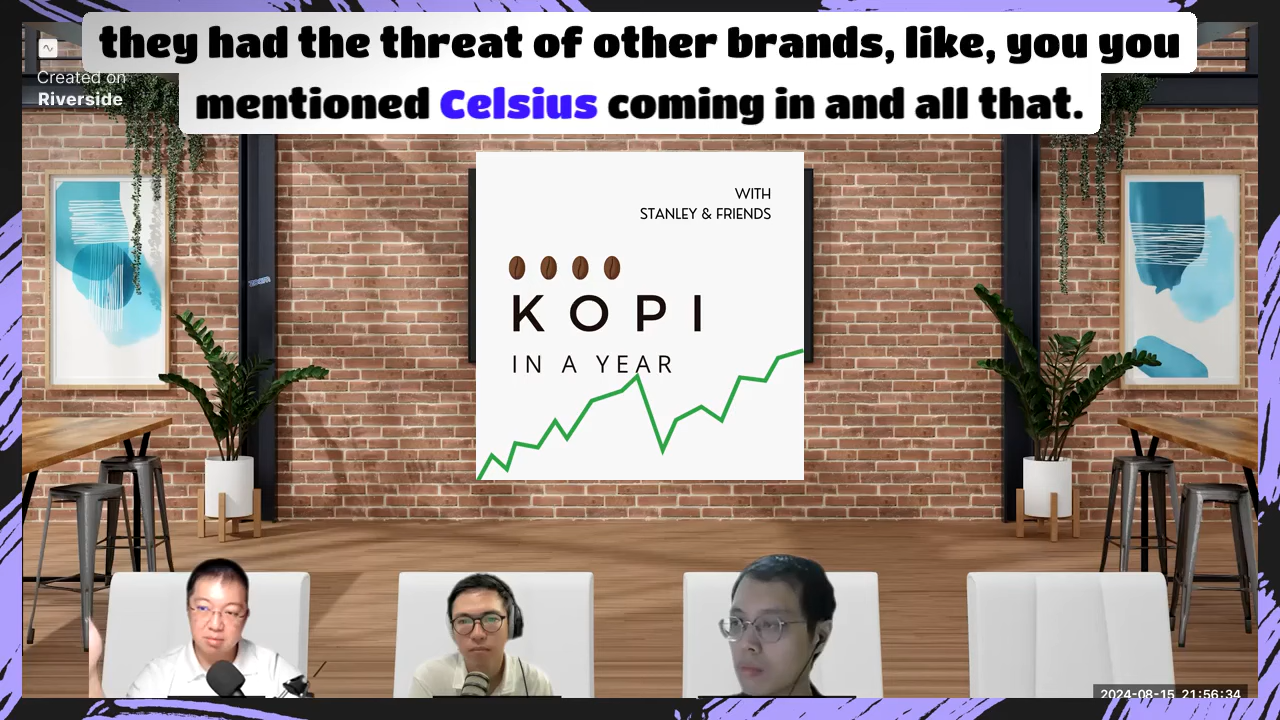 they had the threat of other brands, like, you you
mentioned Celsius coming in and all that.
Created on
Riverside
WITH
STANLEY & FRIENDS
KOPI
IN A YEAR
2024-08-15 21:56:34